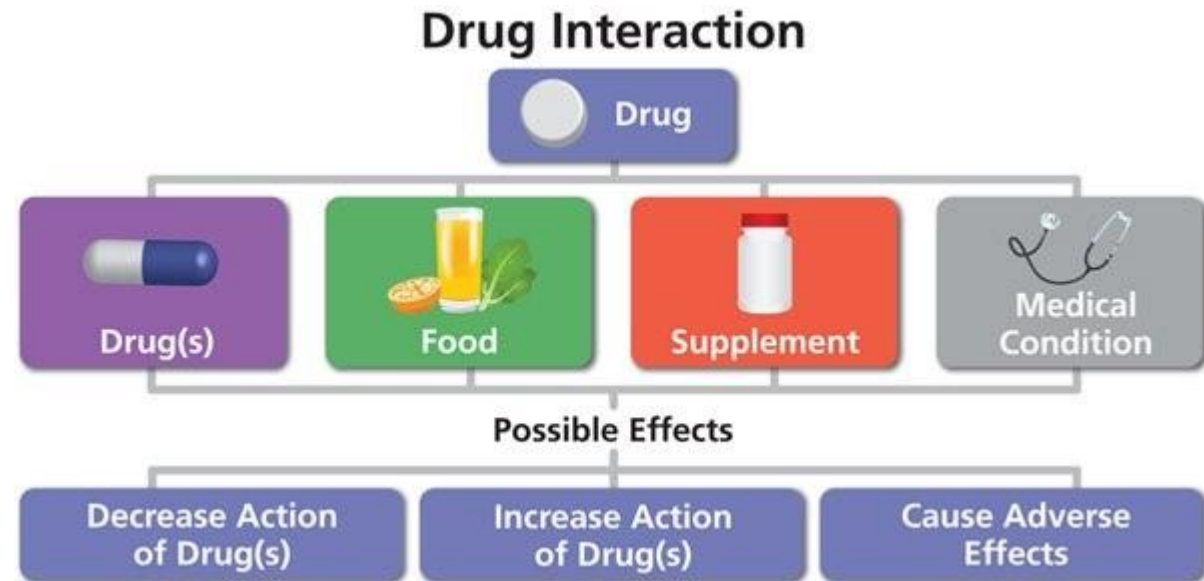 Drug Interaction
Drug
Drug(s)
Food
Supplement
Medical
Condition
Possible Effects
Decrease Action
of Drug(s)
Increase Action
of Drug(s)
Cause Adverse
Effects